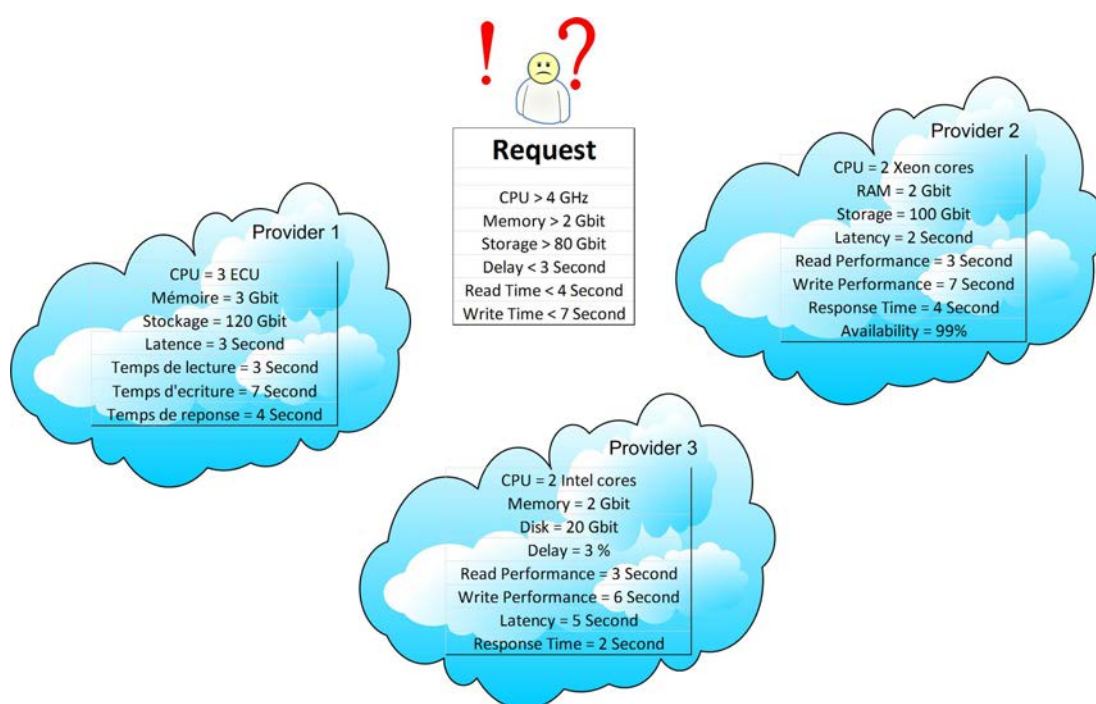 ! ?
Request
CPU > 4 GHz
Memory > 2 Gbit
Storage > 80 Gbit
Delay < 3 Second
Read Time < 4 Second
Write Time < 7 Second
Provider 1
CPU = 3 ECU
Mémoire = 3 Gbit
Stockage = 120 Gbit
Latence = 3 Second
Temps de lecture = 3 Second
Temps d'ecriture = 7 Second
Temps de reponse = 4 Second
Provider 2
CPU = 2 Xeon cores
RAM = 2 Gbit
Storage = 100 Gbit
Latency = 2 Second
Read Performance = 3 Second
Write Performance = 7 Second
Response Time = 4 Second
Availability = 99%
Provider 3
CPU = 2 Intel cores
Memory = 2 Gbit
Disk = 20 Gbit
Delay = 3 %
Read Performance = 3 Second
Write Performance = 6 Second
Latency = 5 Second
Response Time = 2 Second